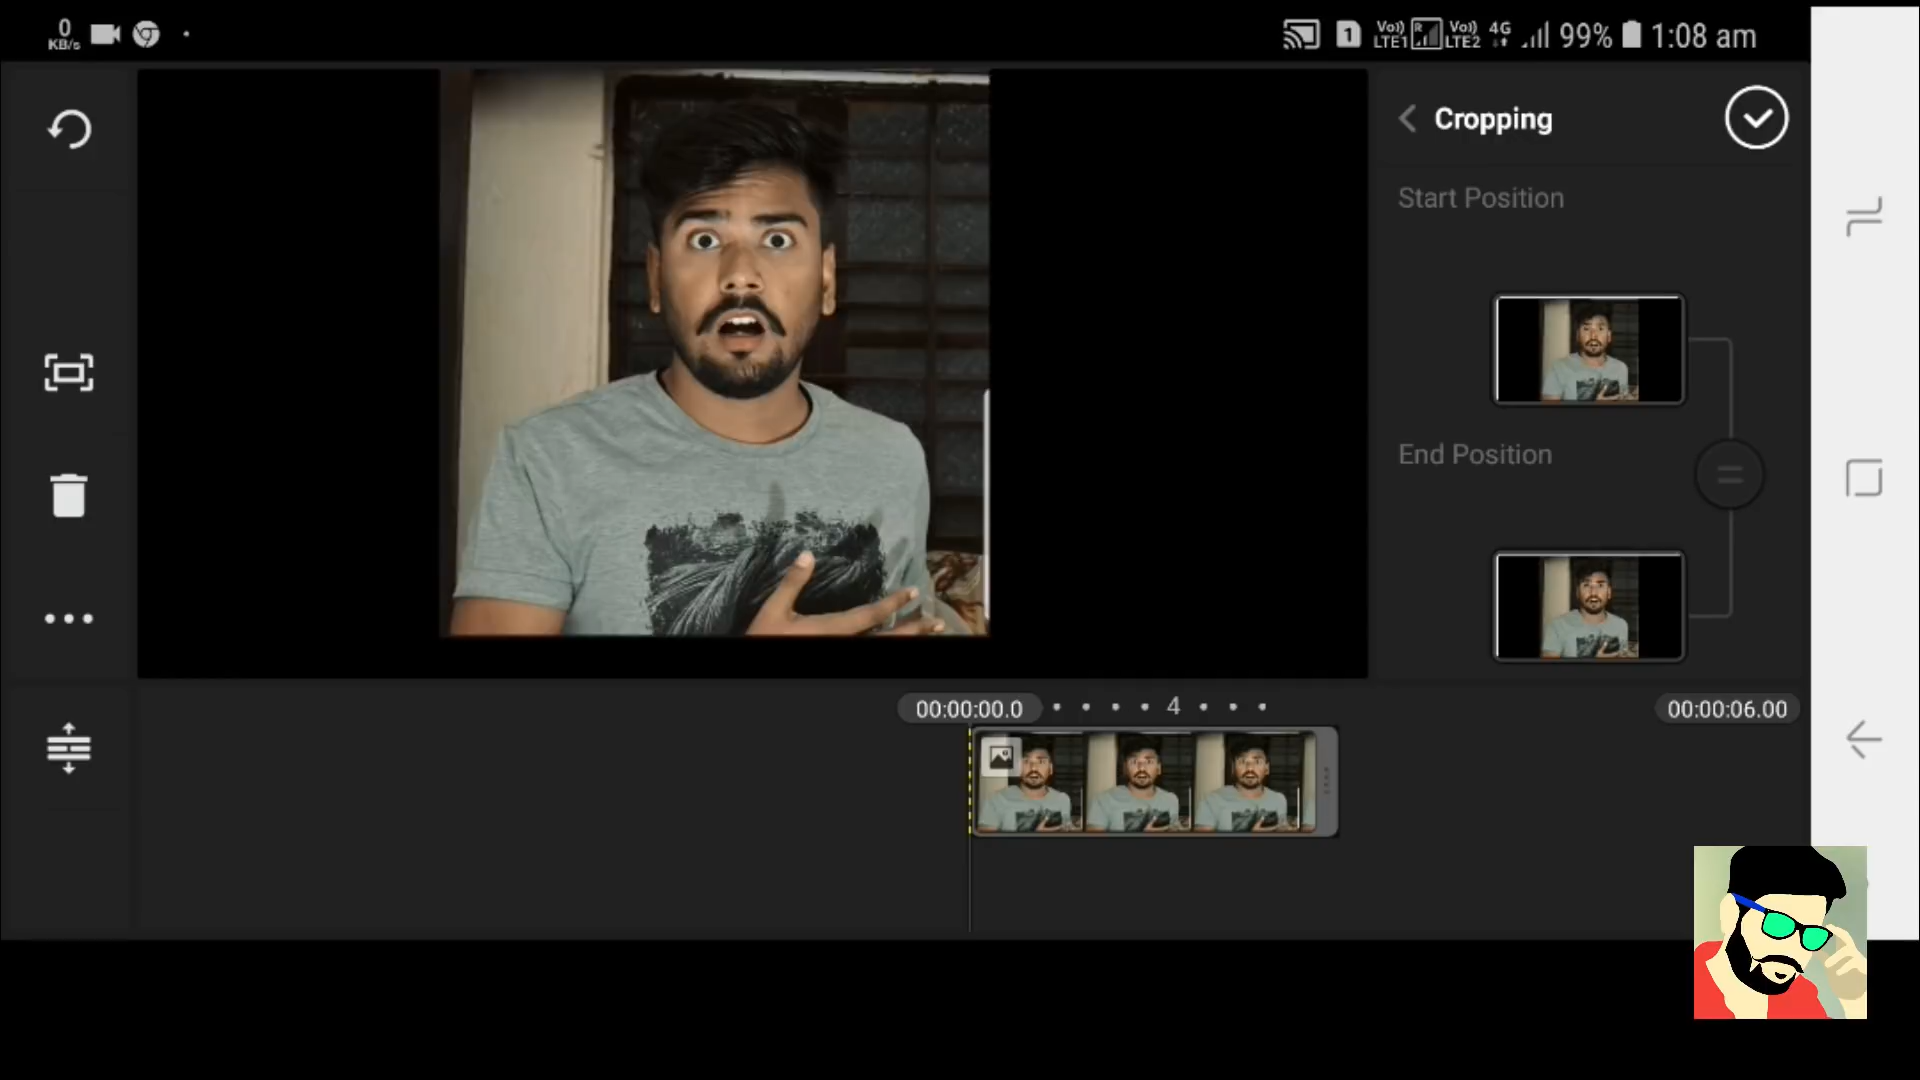 0
KB/s
1
Vo))
LTE1
R
Vo))
LTE2
4G
99%
1:08 am
Cropping
Start Position
End Position
00:00:00.0
4
00:00:06.00